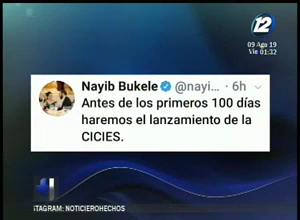 12
09 Ago 19
Vie 01:32
Nayib Bukele @nayi... · 6h
Antes de los primeros 100 días
haremos el lanzamiento de la
CICIES.
STAGRAM: NOTICIEROHECHOS